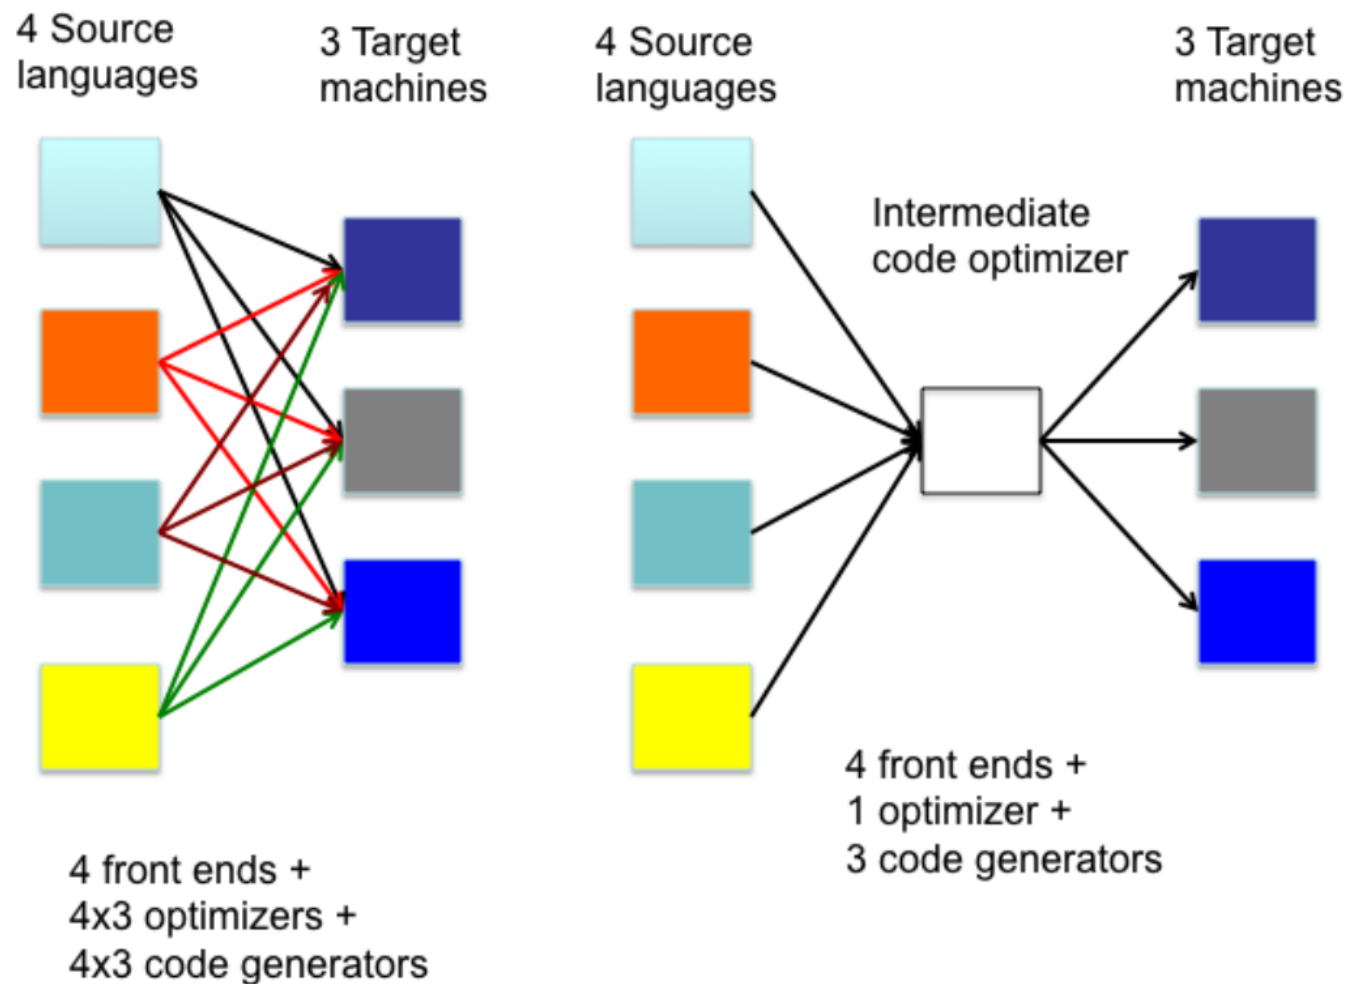 4 Source
languages
3 Target
machines
4 Source
languages
3 Target
machines
Intermediate
code optimizer
4 front ends +
1 optimizer +
3 code generators
4 front ends +
4x3 optimizers +
4x3 code generators